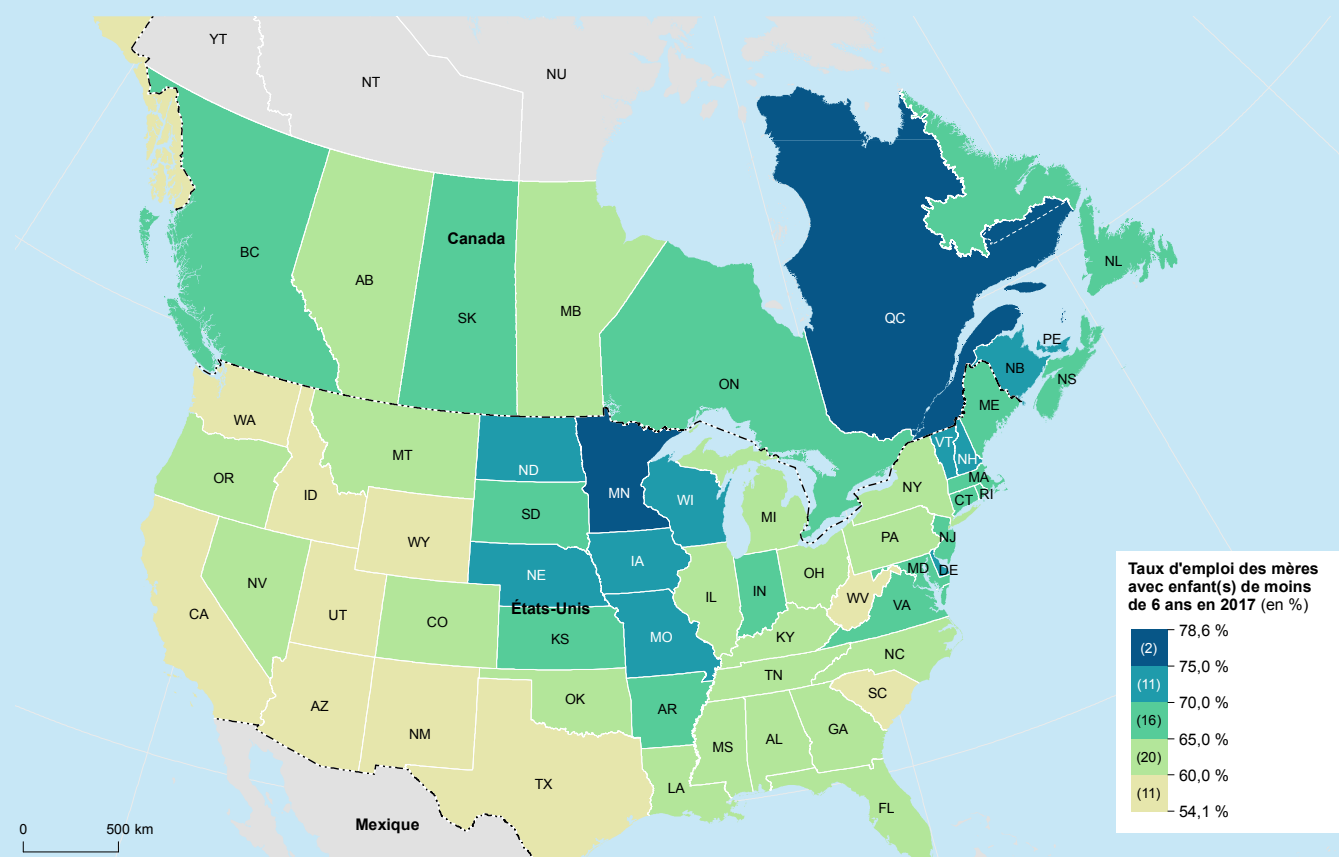 YT
NT
NU
Canada
BC
AB
SK
MB
ON
QC
NL
PE
NB
NS
ME
WA
MT
ND
MN
VT
NH
OR
ID
SD
WI
MI
NY
MA
CT
RI
WY
NE
IA
PA
NJ
NV
UT
CO
États-Unis
IL
IN
OH
MD
DE
CA
KS
MO
WV
VA
KY
NC
AZ
NM
OK
AR
TN
SC
TX
LA
MS
AL
GA
FL
Mexique
0 500 km
Taux d'emploi des mères
avec enfant(s) de moins
de 6 ans en 2017 (en %)
78,6 %
(2)
75,0 %
(11)
70,0 %
(16)
65,0 %
(20)
60,0 %
(11)
54,1 %